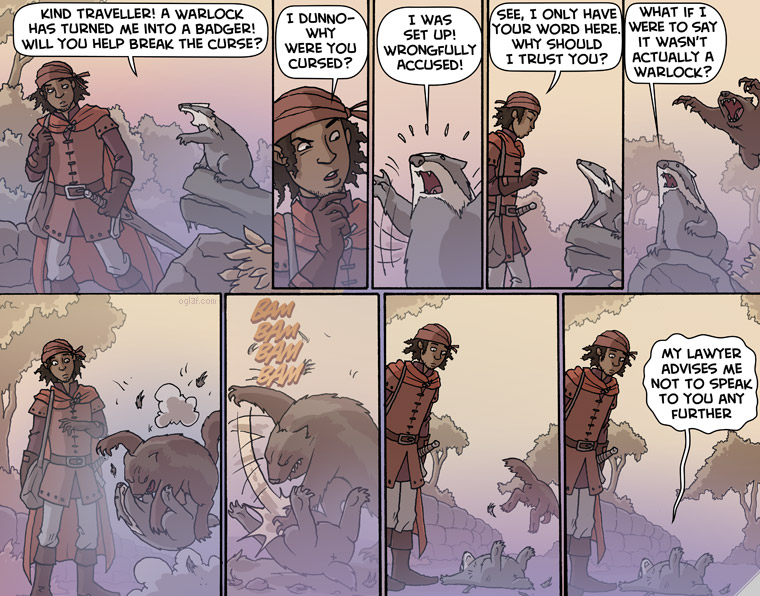 KIND TRAVELLER! A WARLOCK
HAS TURNED ME INTO A BADGER!
WILL YOU HELP BREAK THE CURSE?
I DUNNO-
WHY
WERE YOU
CURSED?
I WAS
SET UP!
WRONGFULLY
ACCUSED!
SEE, I ONLY HAVE
YOUR WORD HERE.
WHY SHOULD
I TRUST YOU?
WHAT IF I
WERE TO SAY
IT WASN'T
ACTUALLY A
WARLOCK?
oglaf.com
BAM
BAM
BAM
BAM
MY LAWYER
ADVISES ME
NOT TO SPEAK
TO YOU ANY
FURTHER